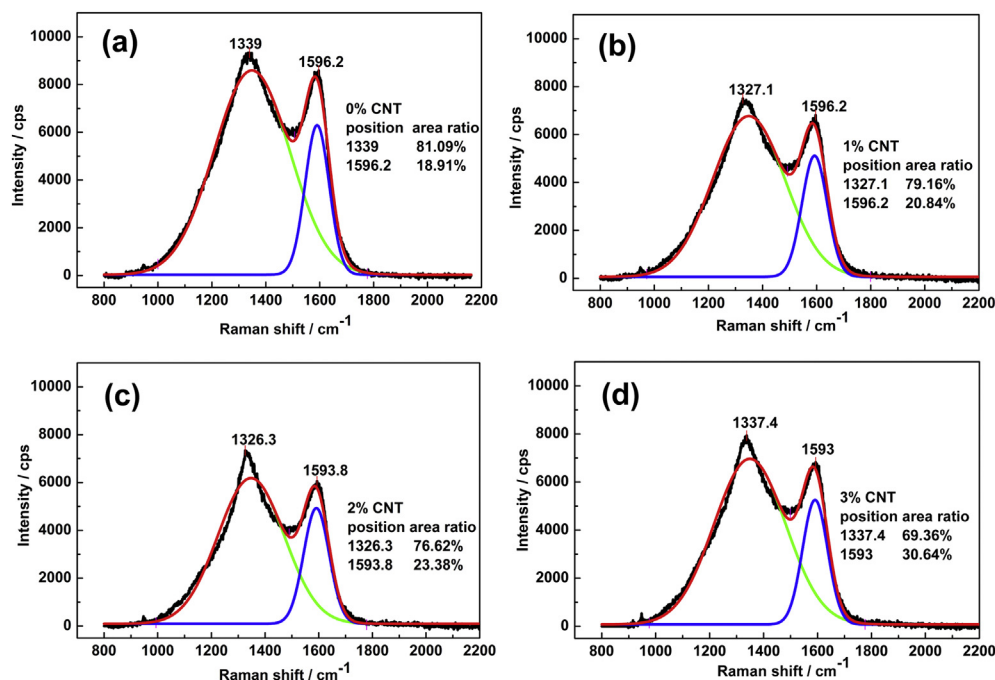 (a)
1339
1596.2
0% CNT
position area ratio
1339 81.09%
1596.2 18.91%
10000
8000
6000
4000
2000
0
Intensity / cps
800 1000 1200 1400 1600 1800 2000 2200
Raman shift / cm⁻¹
(b)
1327.1
1596.2
1% CNT
position area ratio
1327.1 79.16%
1596.2 20.84%
10000
8000
6000
4000
2000
0
Intensity / cps
800 1000 1200 1400 1600 1800 2000 2200
Raman shift / cm⁻¹
(c)
1326.3
1593.8
2% CNT
position area ratio
1326.3 76.62%
1593.8 23.38%
10000
8000
6000
4000
2000
0
Intensity / cps
800 1000 1200 1400 1600 1800 2000 2200
Raman shift / cm⁻¹
(d)
1337.4
1593
3% CNT
position area ratio
1337.4 69.36%
1593 30.64%
10000
8000
6000
4000
2000
0
Intensity / cps
800 1000 1200 1400 1600 1800 2000 2200
Raman shift / cm⁻¹